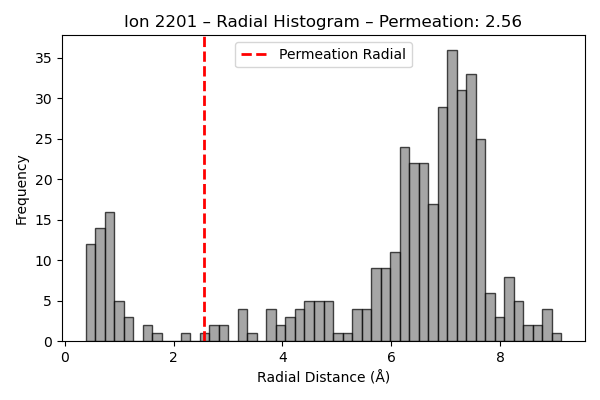 Ion 2201 – Radial Histogram – Permeation: 2.56
Permeation Radial
Frequency
35
30
25
20
15
10
5
0
0 2 4 6 8
Radial Distance (Å)